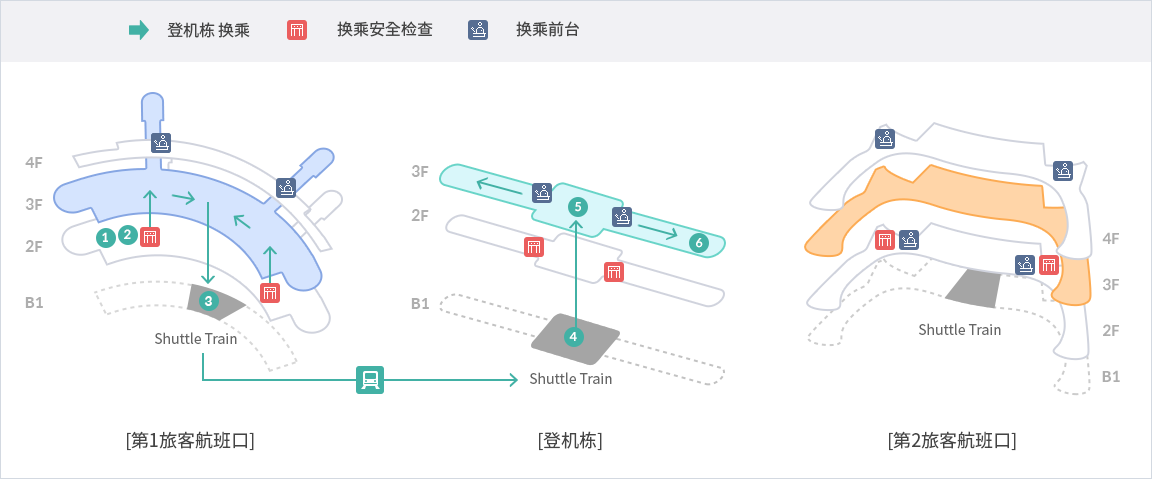 登机栋 换乘
换乘安全检查
换乘前台
4F
3F
2F
B1
1
2
3
Shuttle Train
[第1旅客航班口]
3F
2F
B1
5
6
4
Shuttle Train
[登机栋]
4F
3F
2F
B1
Shuttle Train
[第2旅客航班口]